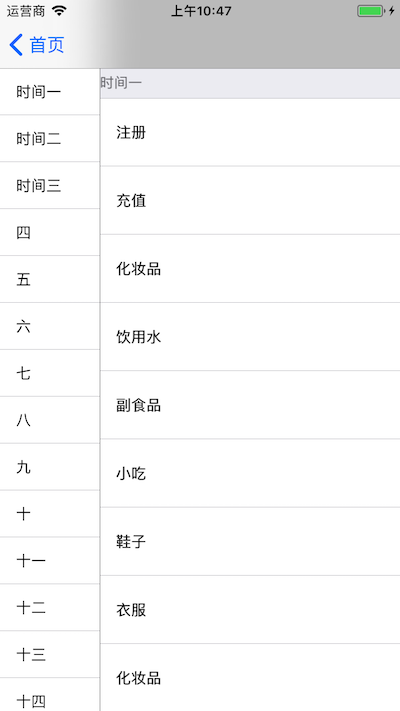 运营商 上午10:47
首页
时间一
时间二
时间三
四
五
六
七
八
九
十
十一
十二
十三
十四
时间一
注册
充值
化妆品
饮用水
副食品
小吃
鞋子
衣服
化妆品